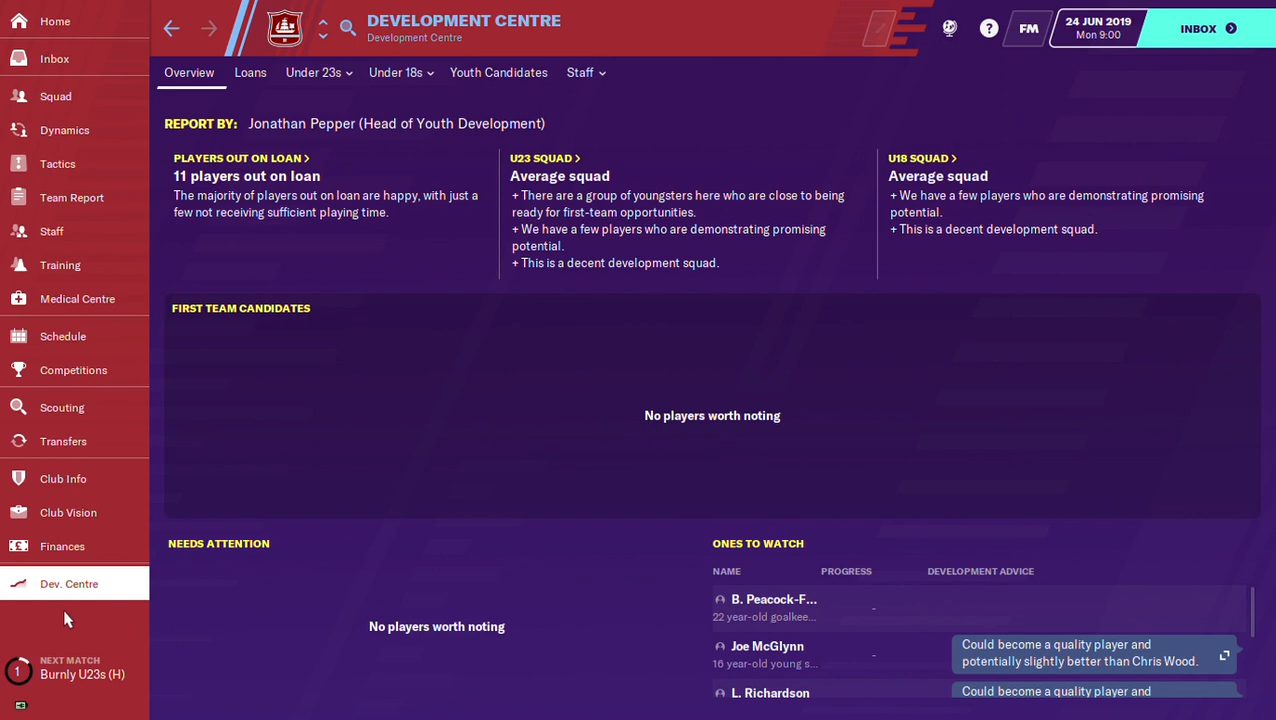 Home
Inbox
Squad
Dynamics
Tactics
Team Report
Staff
Training
Medical Centre
Schedule
Competitions
Scouting
Transfers
Club Info
Club Vision
Finances
Dev. Centre
1
NEXT MATCH
Burnly U23s (H)
DEVELOPMENT CENTRE
Development Centre
?
FM
24 JUN 2019
Mon 9:00
INBOX
Overview Loans Under 23s Under 18s Youth Candidates Staff
REPORT BY: Jonathan Pepper (Head of Youth Development)
PLAYERS OUT ON LOAN >
11 players out on loan
The majority of players out on loan are happy, with just a
few not receiving sufficient playing time.
U23 SQUAD >
Average squad
+ There are a group of youngsters here who are close to being
ready for first-team opportunities.
+ We have a few players who are demonstrating promising
potential.
+ This is a decent development squad.
U18 SQUAD >
Average squad
+ We have a few players who are demonstrating promising
potential.
+ This is a decent development squad.
FIRST TEAM CANDIDATES
No players worth noting
NEEDS ATTENTION
No players worth noting
ONES TO WATCH
NAME PROGRESS DEVELOPMENT ADVICE
B. Peacock-F...
22 year-old goalkee...
-
Joe McGlynn
16 year-old young s...
-
Could become a quality player and
potentially slightly better than Chris Wood.
L. Richardson
Could become a quality player and